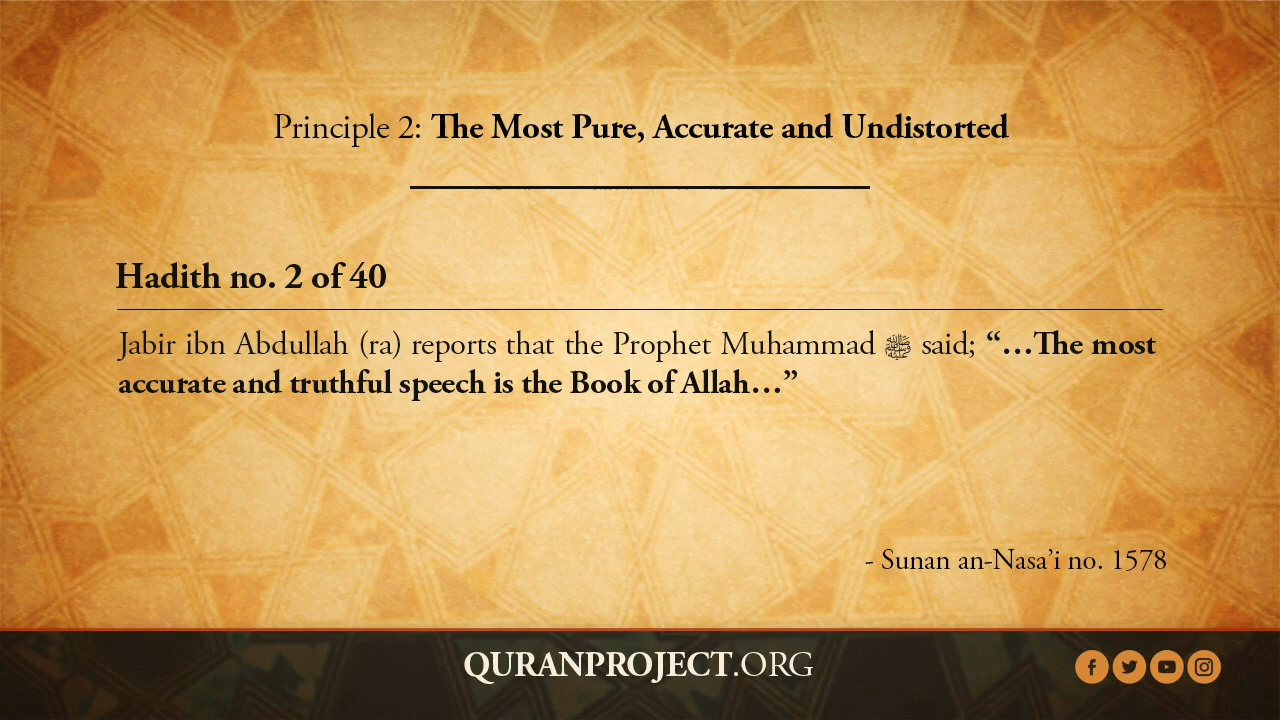 Principle 2: The Most Pure, Accurate and Undistorted
Hadith no. 2 of 40
Jabir ibn Abdullah (ra) reports that the Prophet Muhammad ﷺ said; “…The most
accurate and truthful speech is the Book of Allah…”
- Sunan an-Nasa’i no. 1578
QURANPROJECT.ORG